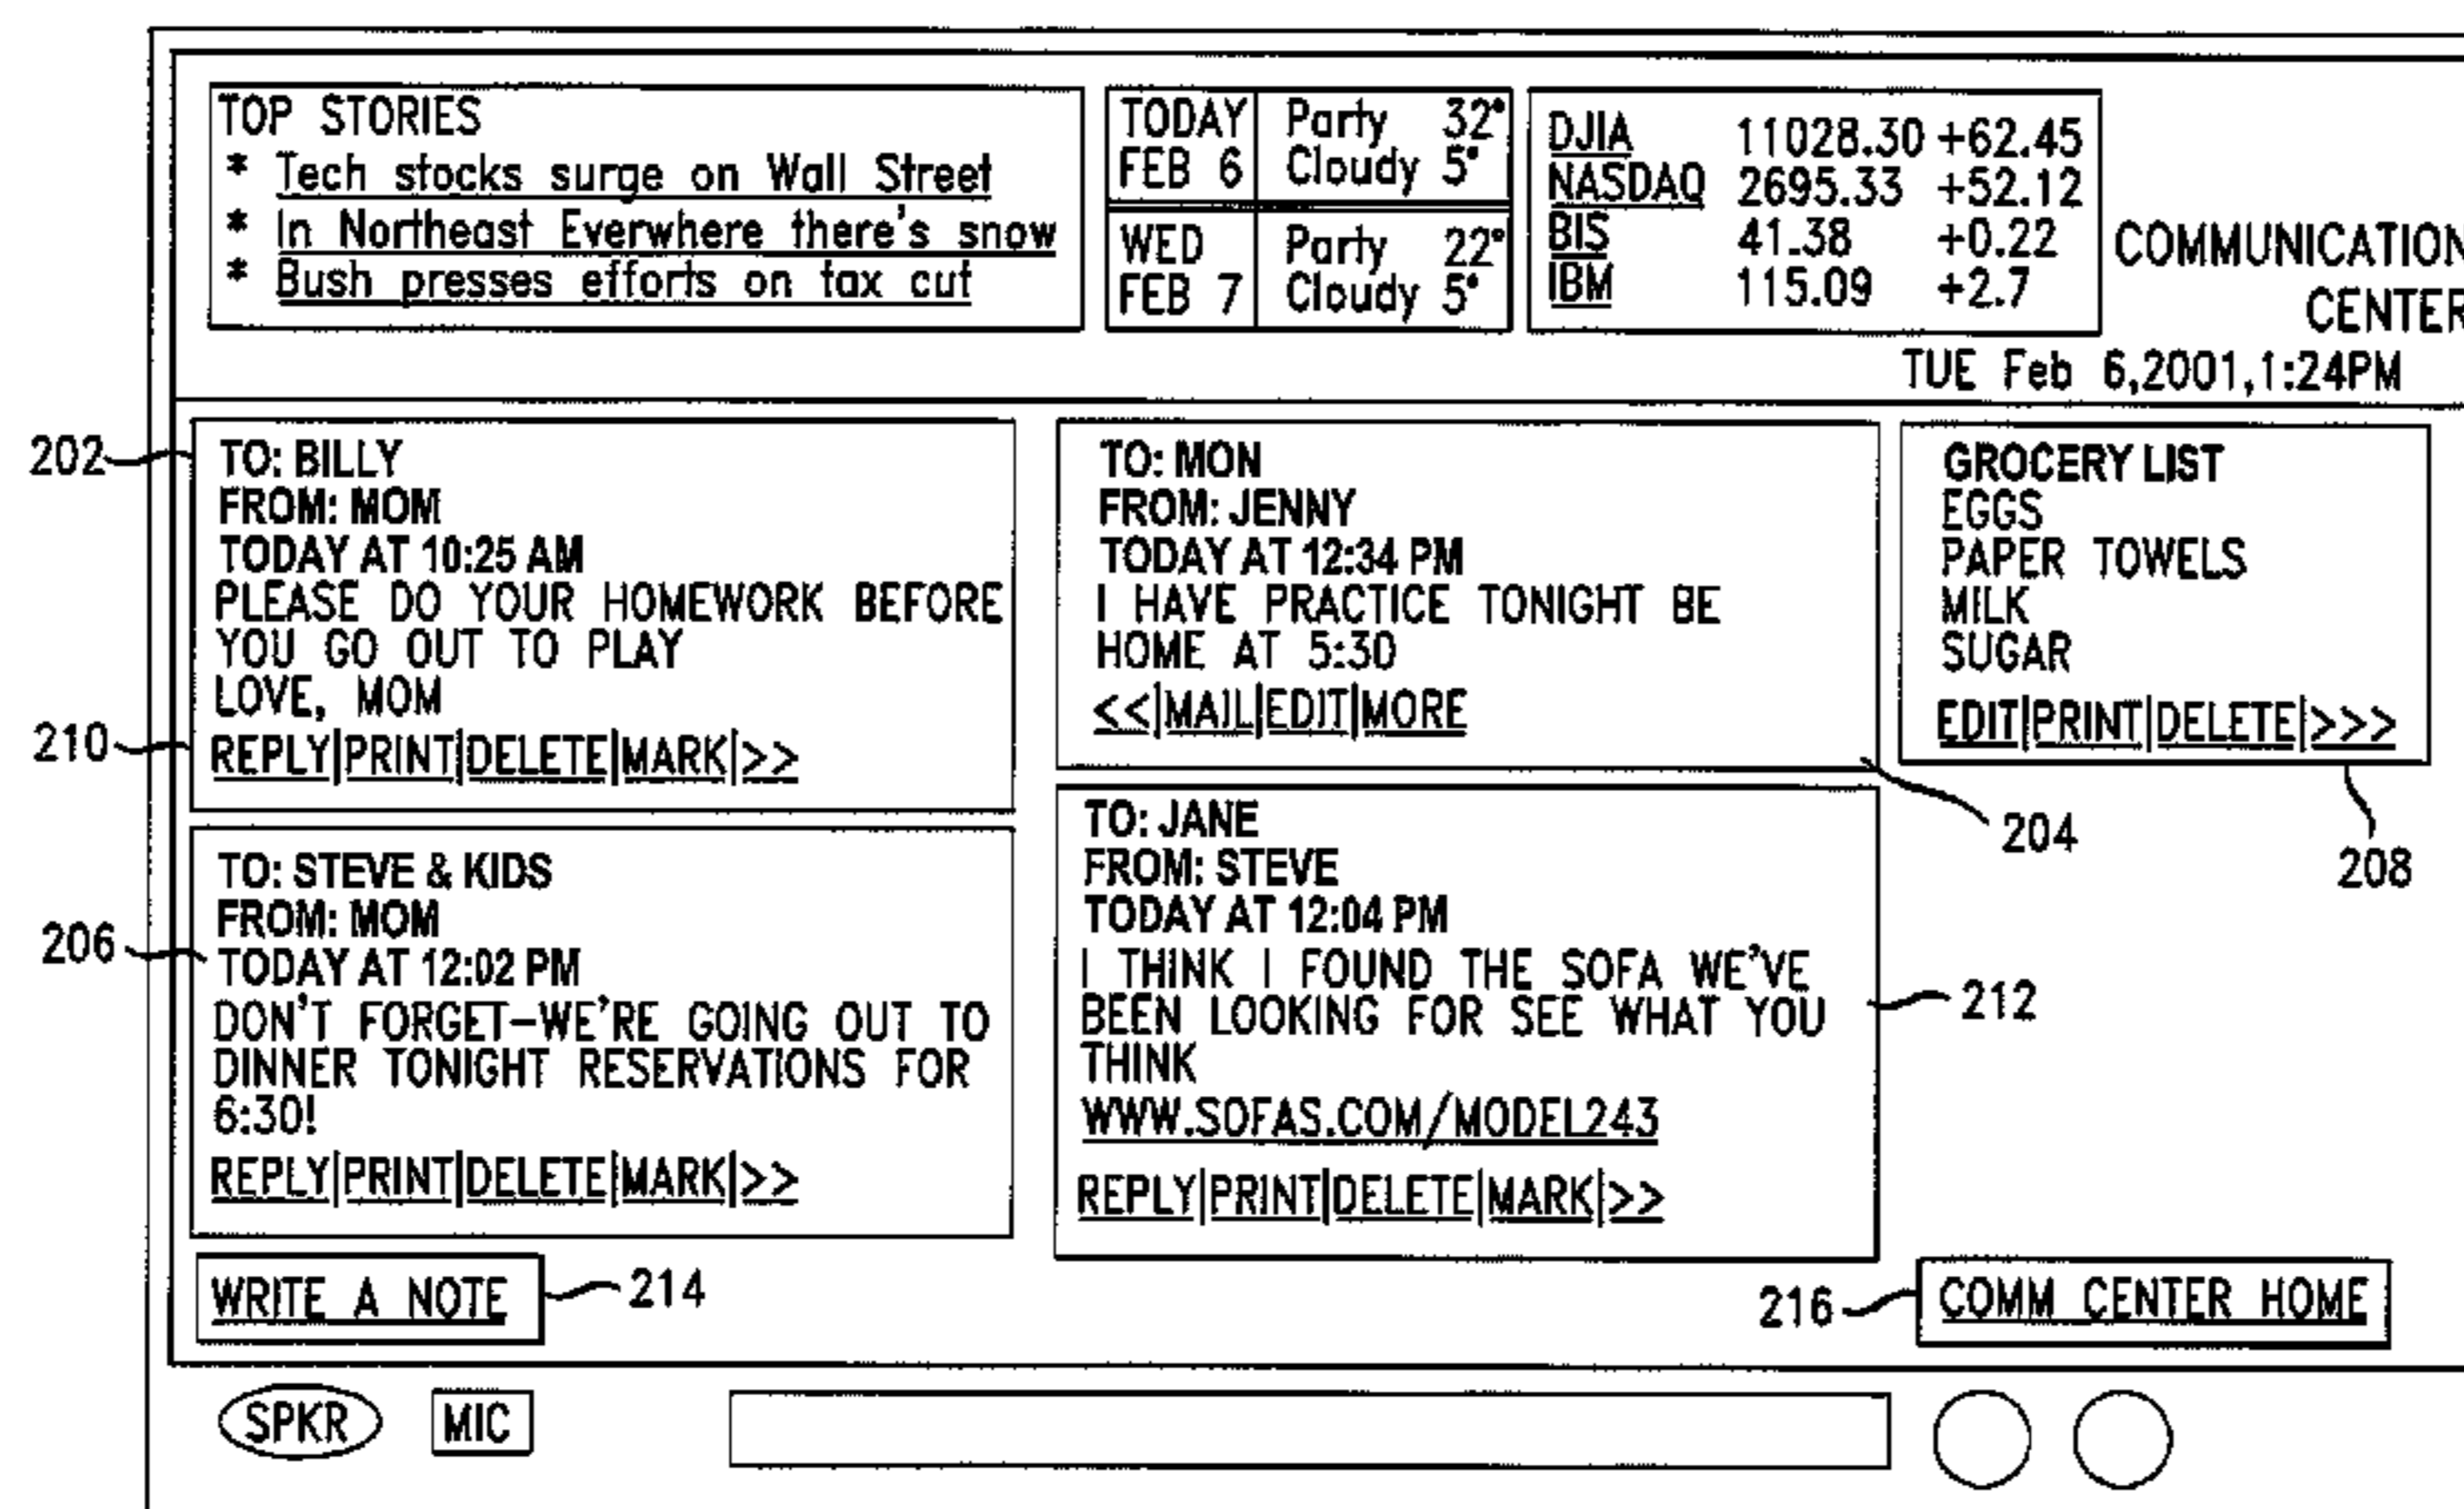 TOP STORIES
* Tech stocks surge on Wall Street
* In Northeast Everwhere there's snow
* Bush presses efforts on tax cut
TODAY
FEB 6
Party 32°
Cloudy 5°
WED
FEB 7
Party 22°
Cloudy 5°
DJIA 11028.30 +62.45
NASDAQ 2695.33 +52.12
BIS 41.38 +0.22
IBM 115.09 +2.7
COMMUNICATION
CENTER
TUE Feb 6,2001,1:24PM
202
TO: BILLY
FROM: MOM
TODAY AT 10:25 AM
PLEASE DO YOUR HOMEWORK BEFORE
YOU GO OUT TO PLAY
LOVE, MOM
210
REPLY|PRINT|DELETE|MARK|>>
TO: MON
FROM: JENNY
TODAY AT 12:34 PM
I HAVE PRACTICE TONIGHT BE
HOME AT 5:30
<<|MAIL|EDIT|MORE
204
GROCERY LIST
EGGS
PAPER TOWELS
MILK
SUGAR
EDIT|PRINT|DELETE|>>>
208
206
TO: STEVE & KIDS
FROM: MOM
TODAY AT 12:02 PM
DON'T FORGET–WE'RE GOING OUT TO
DINNER TONIGHT RESERVATIONS FOR
6:30!
REPLY|PRINT|DELETE|MARK|>>
TO: JANE
FROM: STEVE
TODAY AT 12:04 PM
I THINK I FOUND THE SOFA WE'VE
BEEN LOOKING FOR SEE WHAT YOU
THINK
WWW.SOFAS.COM/MODEL243
REPLY|PRINT|DELETE|MARK|>>
212
WRITE A NOTE
214
216
COMM CENTER HOME
SPKR
MIC